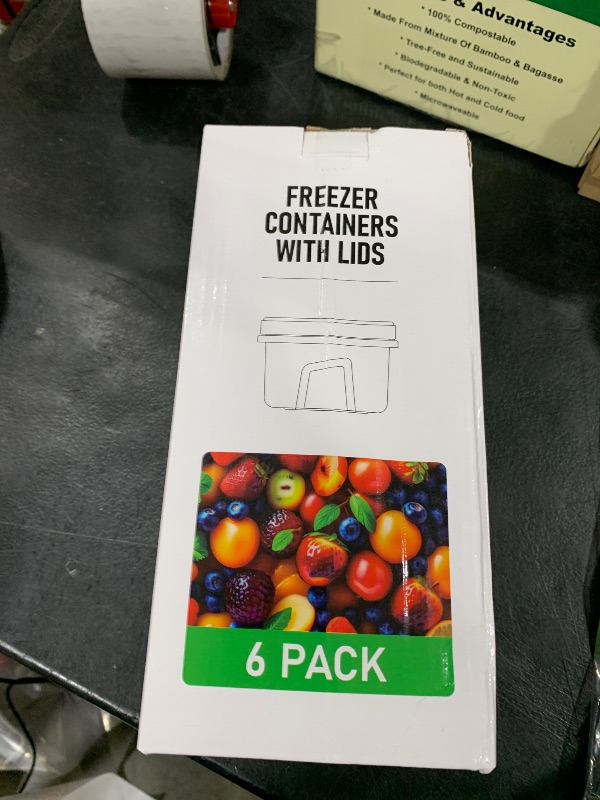 & Advantages
* 100% Compostable
* Made From Mixture Of Bamboo & Bagasse
* Tree-Free and Sustainable
* Biodegradable & Non-Toxic
* Perfect for both Hot and Cold food
* Microwaveable
FREEZER
CONTAINERS
WITH LIDS
6 PACK